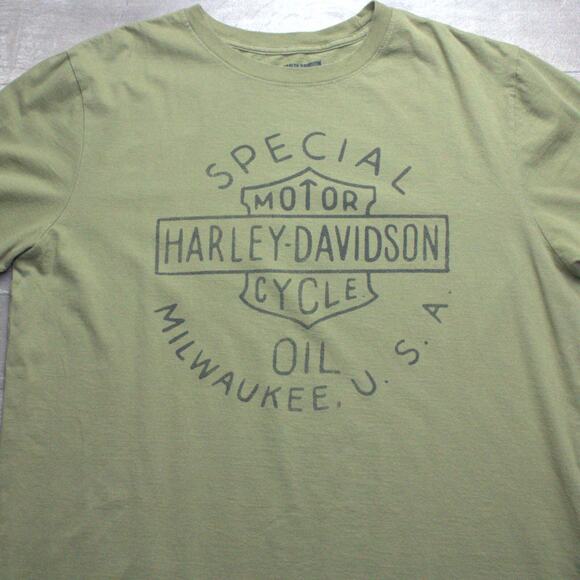 SPECIAL
MOTOR
HARLEY-DAVIDSON
CYCLE
OIL
MILWAUKEE, U. S. A.